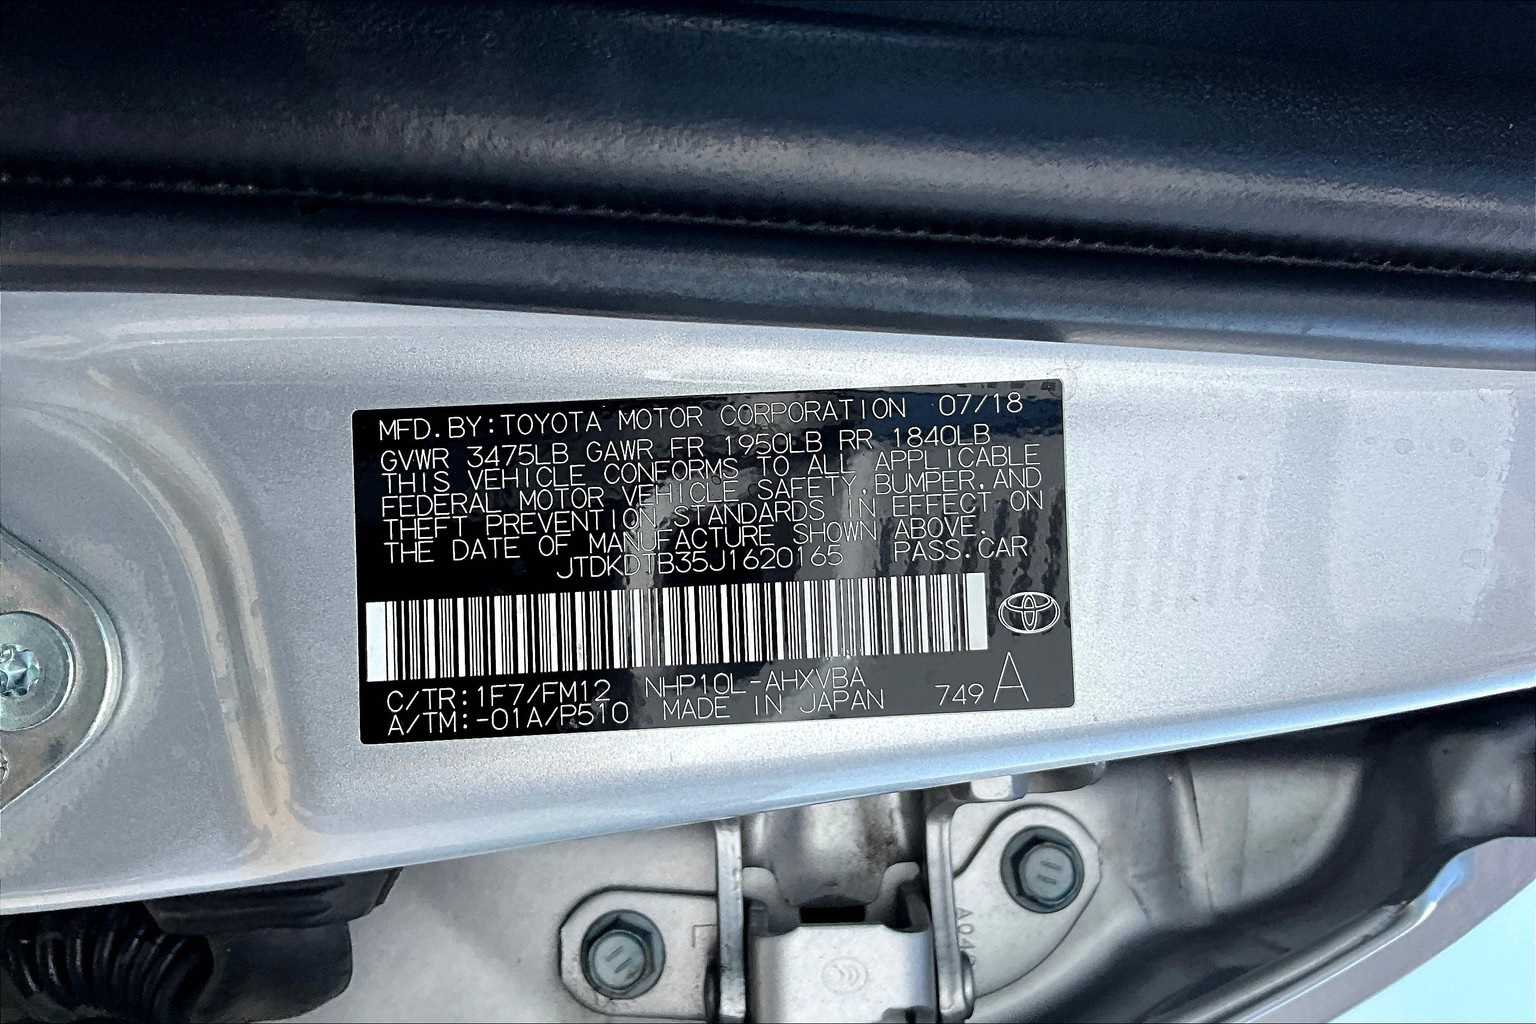 MFD.BY:TOYOTA MOTOR CORPORATION 07/18
GVWR 3475LB GAWR FR 1950LB RR 1840LB
THIS VEHICLE CONFORMS TO ALL APPLICABLE
FEDERAL MOTOR VEHICLE SAFETY,BUMPER,AND
THEFT PREVENTION STANDARDS IN EFFECT ON
THE DATE OF MANUFACTURE SHOWN ABOVE.
JTDKDTB35J1620165 PASS.CAR
C/TR:1F7/FM12 NHP10L-AHXVBA
A/TM:-01A/P510 MADE IN JAPAN 749 A
L